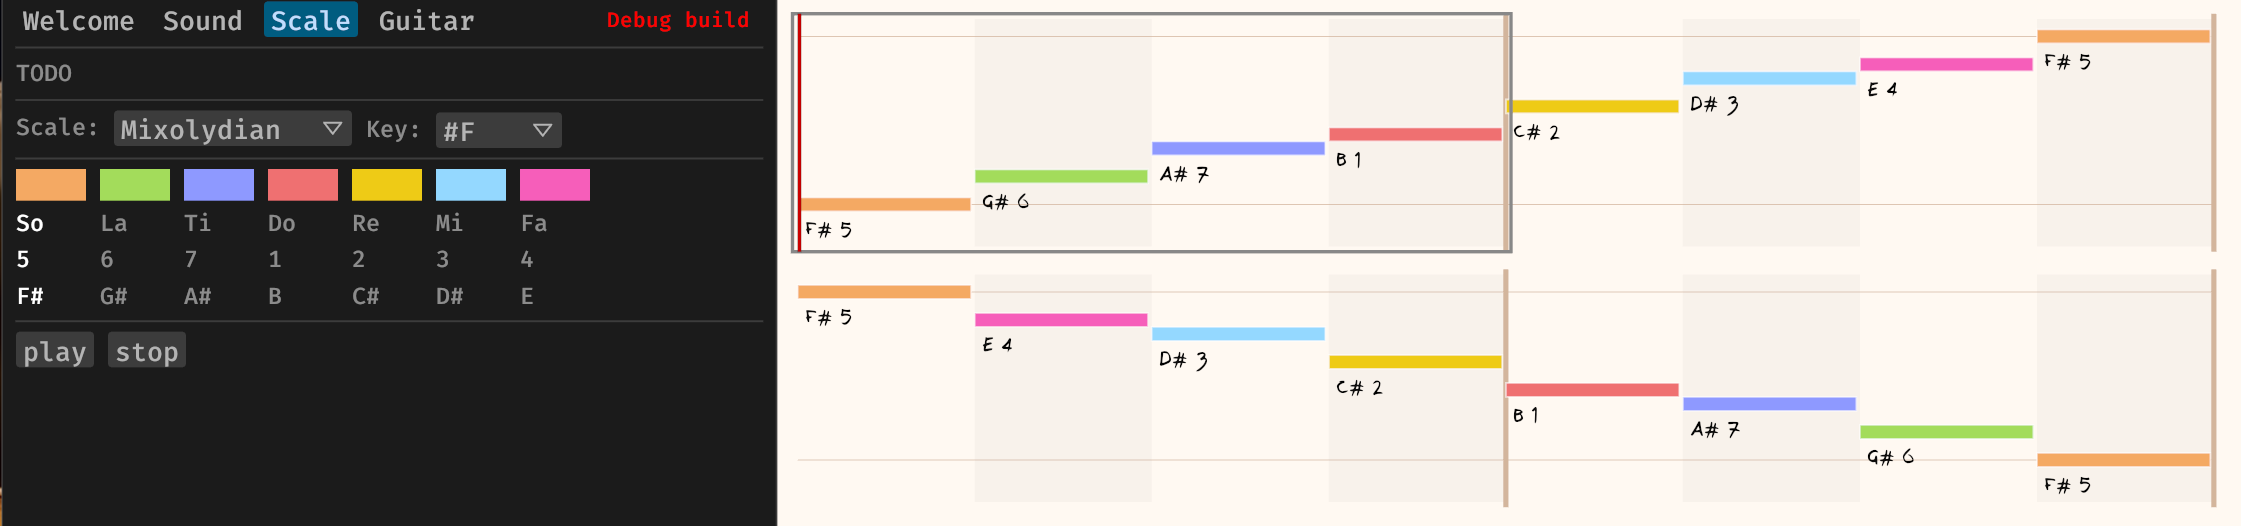 Welcome Sound Scale Guitar Debug build
TODO
Scale: Mixolydian Key: #F
So La Ti Do Re Mi Fa
5 6 7 1 2 3 4
F# G# A# B C# D# E
play stop
F# 5 G# 6 A# 7 B 1 C# 2 D# 3 E 4 F# 5
F# 5 E 4 D# 3 C# 2 B 1 A# 7 G# 6 F# 5